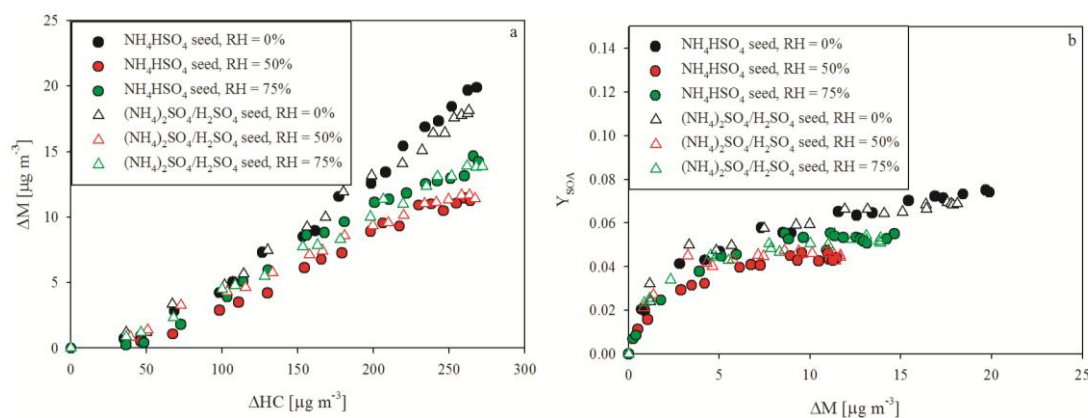 a
NH₄HSO₄ seed, RH = 0%
NH₄HSO₄ seed, RH = 50%
NH₄HSO₄ seed, RH = 75%
(NH₄)₂SO₄/H₂SO₄ seed, RH = 0%
(NH₄)₂SO₄/H₂SO₄ seed, RH = 50%
(NH₄)₂SO₄/H₂SO₄ seed, RH = 75%
25
20
15
10
5
0
ΔM [µg m⁻³]
0 50 100 150 200 250 300
ΔHC [µg m⁻³]
b
NH₄HSO₄ seed, RH = 0%
NH₄HSO₄ seed, RH = 50%
NH₄HSO₄ seed, RH = 75%
(NH₄)₂SO₄/H₂SO₄ seed, RH = 0%
(NH₄)₂SO₄/H₂SO₄ seed, RH = 50%
(NH₄)₂SO₄/H₂SO₄ seed, RH = 75%
0.14
0.12
0.10
0.08
0.06
0.04
0.02
0.00
Y_SOA
0 5 10 15 20 25
ΔM [µg m⁻³]